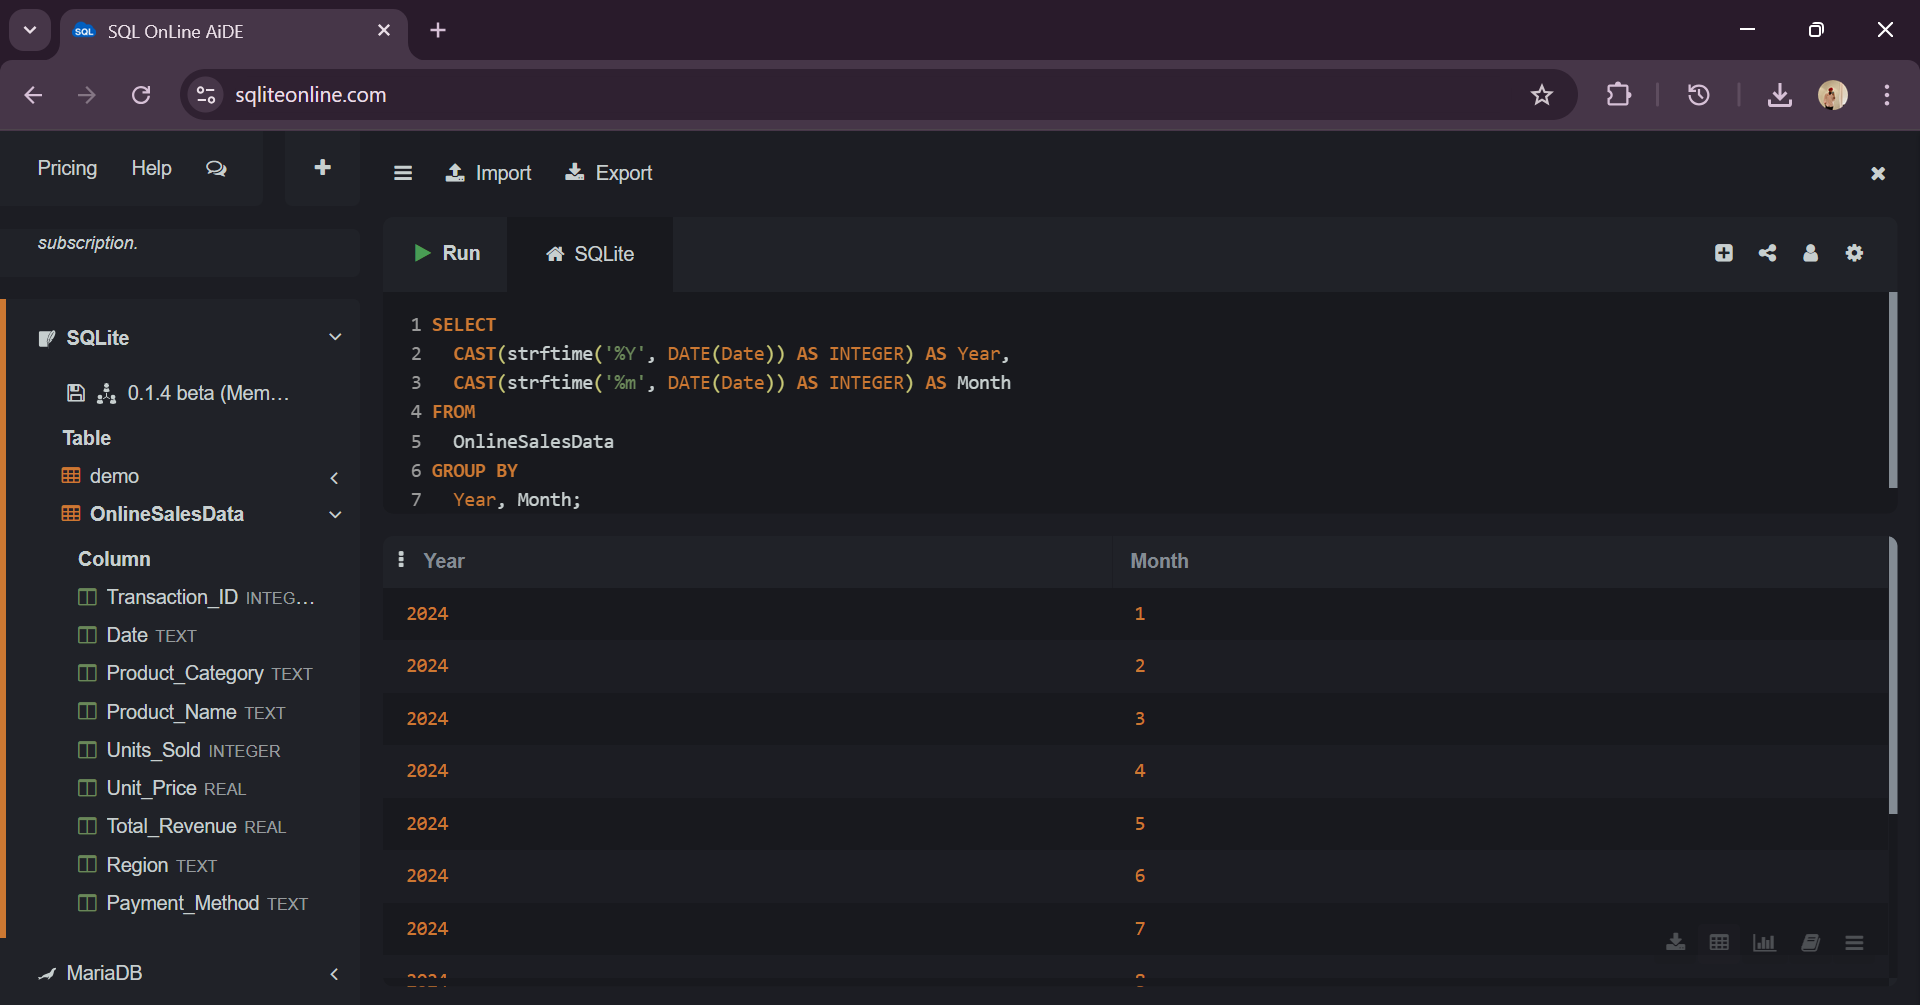 SQL OnLine AiDE
sqliteonline.com
Pricing Help
Import Export
subscription.
Run SQLite
SQLite
0.1.4 beta (Mem...
Table
demo
OnlineSalesData
Column
Transaction_ID INTEG...
Date TEXT
Product_Category TEXT
Product_Name TEXT
Units_Sold INTEGER
Unit_Price REAL
Total_Revenue REAL
Region TEXT
Payment_Method TEXT
MariaDB
1 SELECT
2 CAST(strftime('%Y', DATE(Date)) AS INTEGER) AS Year,
3 CAST(strftime('%m', DATE(Date)) AS INTEGER) AS Month
4 FROM
5 OnlineSalesData
6 GROUP BY
7 Year, Month;
Year Month
2024 1
2024 2
2024 3
2024 4
2024 5
2024 6
2024 7